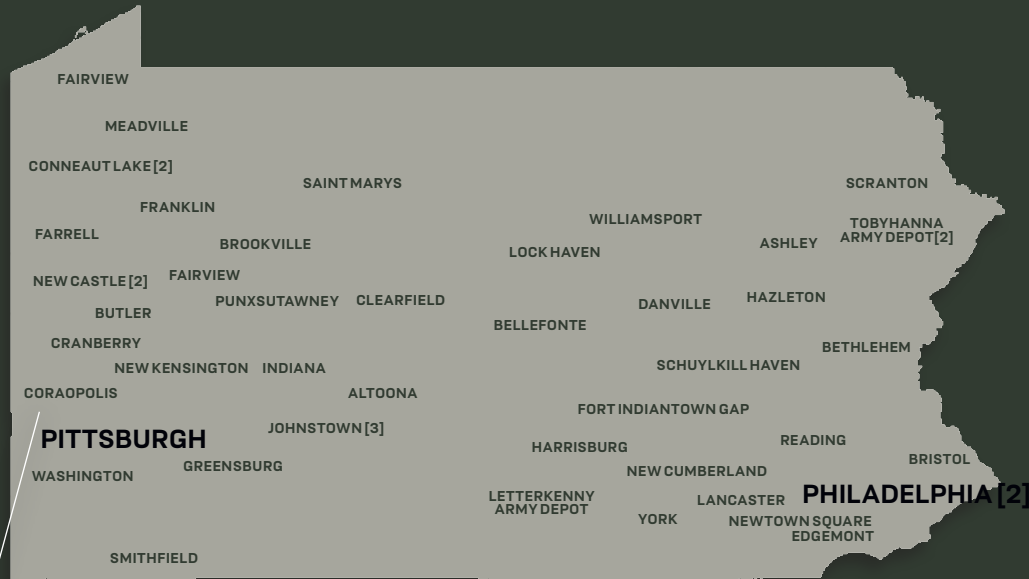 FAIRVIEW
MEADVILLE
CONNEAUT LAKE [2]
SAINT MARYS
SCRANTON
FRANKLIN
WILLIAMSPORT
TOBYHANNA
ARMY DEPOT[2]
FARRELL
BROOKVILLE
LOCK HAVEN
ASHLEY
NEW CASTLE [2]
FAIRVIEW
PUNXSUTAWNEY
CLEARFIELD
DANVILLE
HAZLETON
BUTLER
BELLEFONTE
CRANBERRY
BETHLEHEM
NEW KENSINGTON
INDIANA
SCHUYLKILL HAVEN
CORAOPOLIS
ALTOONA
FORT INDIANTOWN GAP
JOHNSTOWN [3]
PITTSBURGH
HARRISBURG
READING
GREENSBURG
BRISTOL
WASHINGTON
NEW CUMBERLAND
LETTERKENNY
ARMY DEPOT
LANCASTER
PHILADELPHIA [2]
YORK
NEWTOWN SQUARE
EDGEMONT
SMITHFIELD